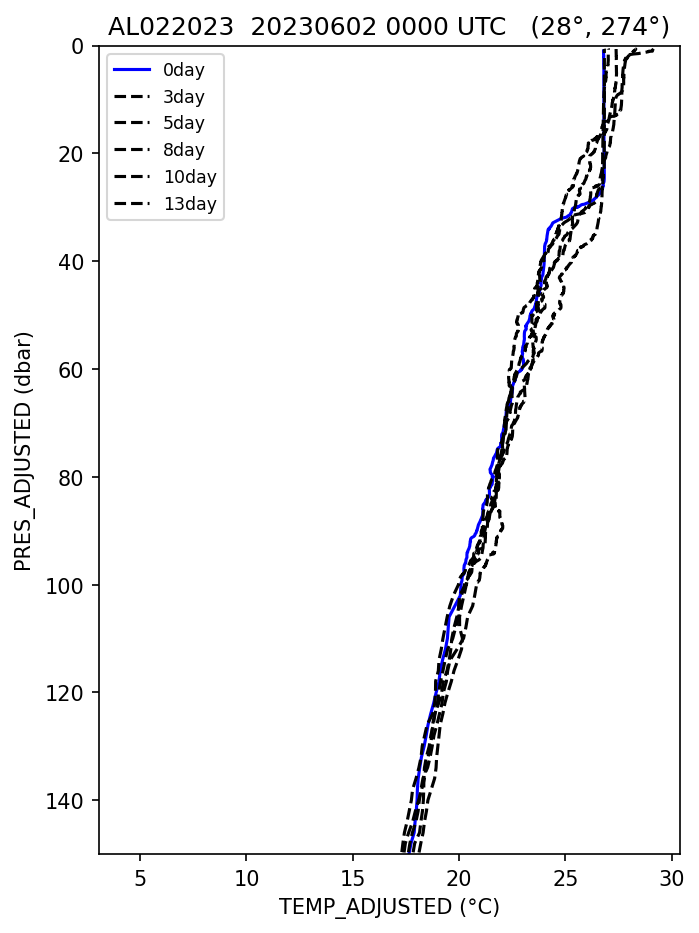 AL022023  20230602 0000 UTC   (28°, 274°)
0
0day
3day
5day
8day
10day
13day
20
40
60
80
100
120
140
PRES_ADJUSTED (dbar)
5 10 15 20 25 30
TEMP_ADJUSTED (°C)